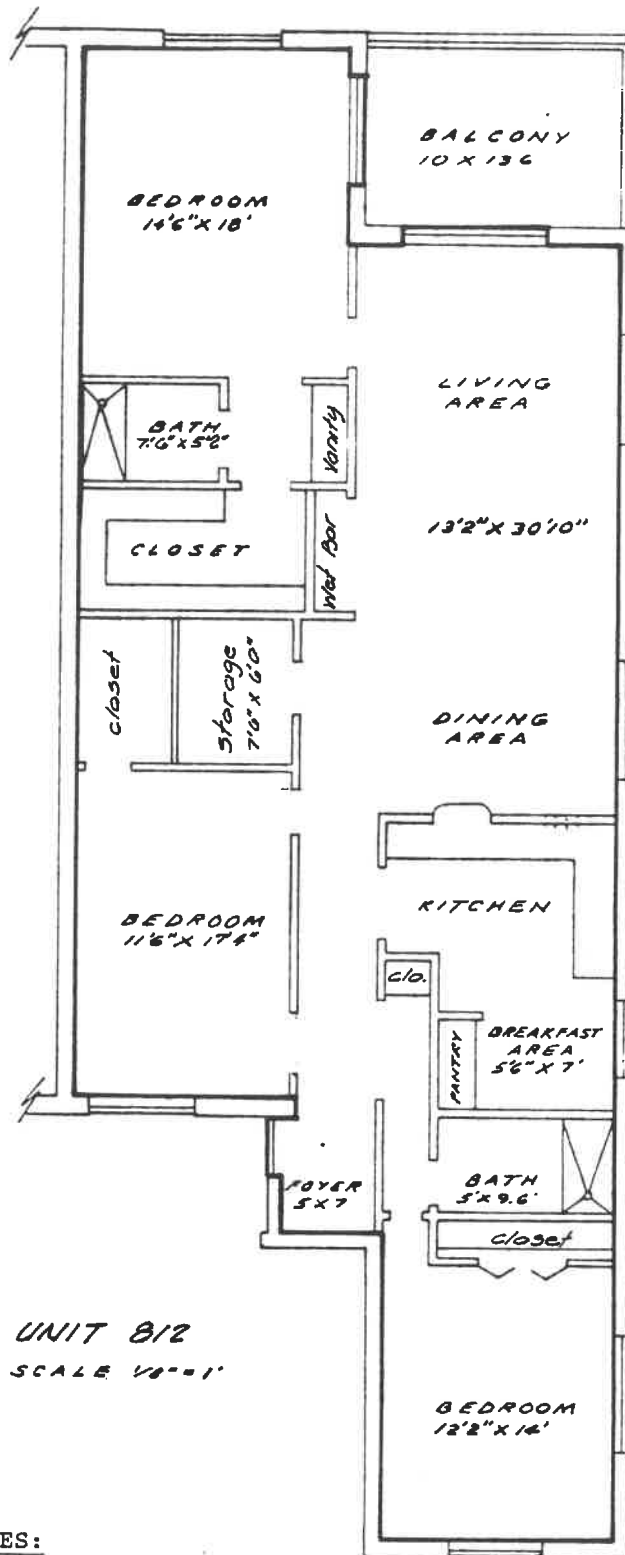 BALCONY
10 X 13 6
BEDROOM
14'6" X 18'
LIVING
AREA
BATH
7'6" X 5'2"
Vanity
13'2" X 30'10"
CLOSET
Wet Bar
closet
storage
7'6" X 6'0"
DINING
AREA
KITCHEN
BEDROOM
11'6" X 17'4"
clo.
BREAKFAST
AREA
5'6" X 7'
PANTRY
FOYER
5 X 7
BATH
5' X 9.6'
closet
UNIT 812
SCALE 1/8" = 1'
BEDROOM
12'2" X 14'
ES: